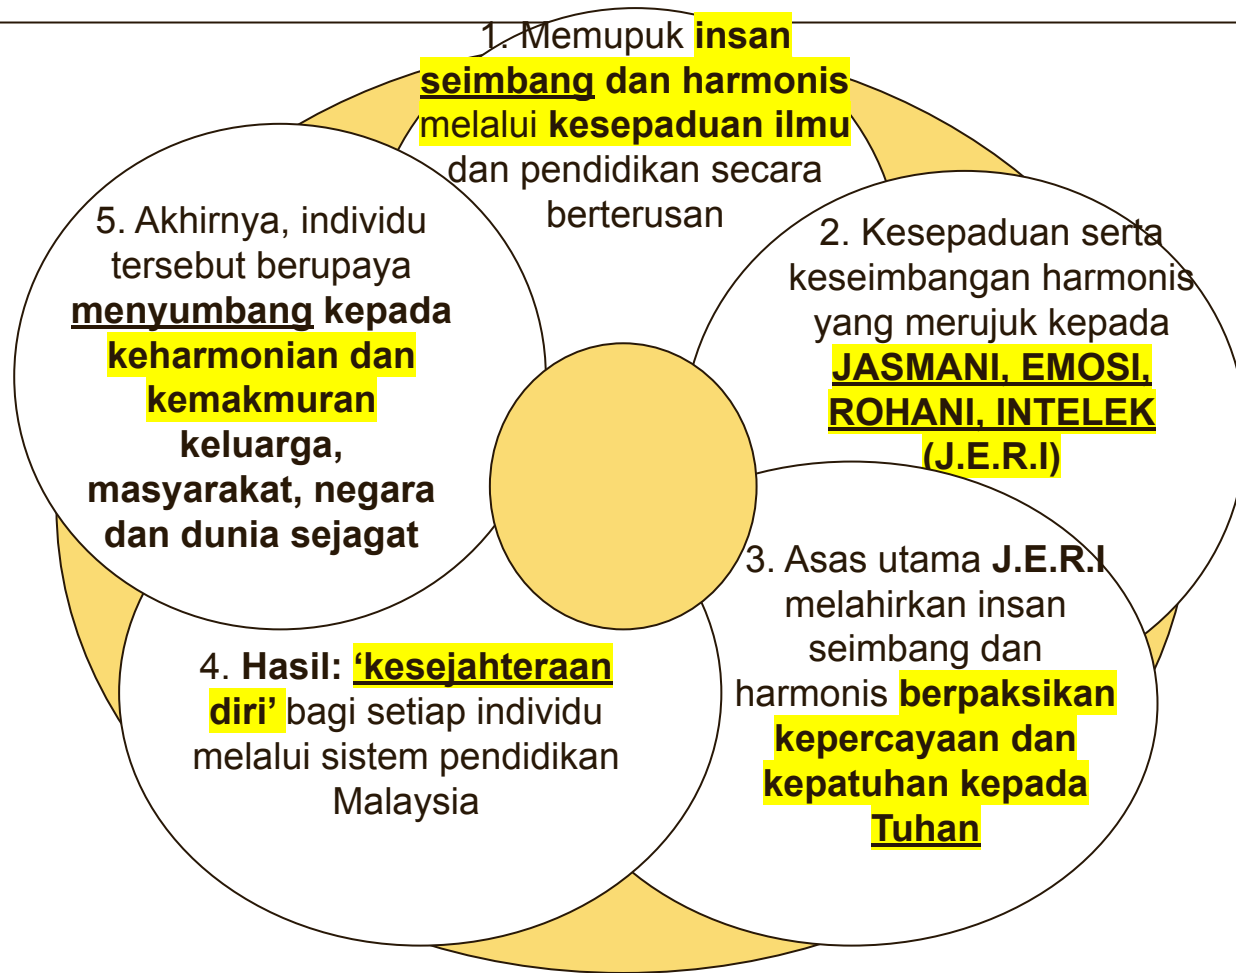 1. Memupuk insan
seimbang dan harmonis
melalui kesepaduan ilmu
dan pendidikan secara
berterusan
2. Kesepaduan serta
keseimbangan harmonis
yang merujuk kepada
JASMANI, EMOSI,
ROHANI, INTELEK
(J.E.R.I)
3. Asas utama J.E.R.I
melahirkan insan
seimbang dan
harmonis berpaksikan
kepercayaan dan
kepatuhan kepada
Tuhan
4. Hasil: ‘kesejahteraan
diri’ bagi setiap individu
melalui sistem pendidikan
Malaysia
5. Akhirnya, individu
tersebut berupaya
menyumbang kepada
keharmonian dan
kemakmuran
keluarga,
masyarakat, negara
dan dunia sejagat